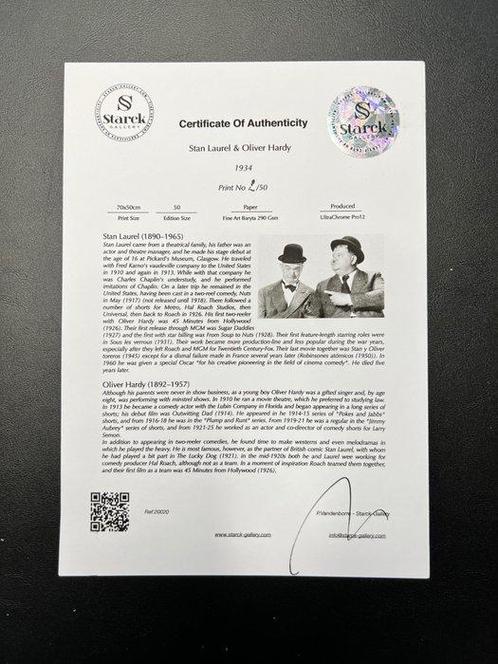 Starck
GALLERY
Certificate Of Authenticity
Starck
GALLERY
Stan Laurel & Oliver Hardy
1934
Print No 2/50
70x50cm
Print Size
50
Edition Size
Paper
Fine Art Baryta 290 Gsm
Produced
UltraChrome Pro12
Stan Laurel (1890–1965)
Stan Laurel came from a theatrical family, his father was an
actor and theatre manager, and he made his stage debut at
the age of 16 at Pickard's Museum, Glasgow. He traveled
with Fred Karno's vaudeville company to the United States
in 1910 and again in 1913. While with that company he
was Charles Chaplin's understudy, and he performed
imitations of Chaplin. On a later trip he remained in the
United States, having been cast in a two-reel comedy, Nuts
in May (1917) (not released until 1918). There followed a
number of shorts for Metro, Hal Roach Studios, then
Universal, then back to Roach in 1926. His first two-reeler
with Oliver Hardy was 45 Minutes from Hollywood
(1926). Their first release through MGM was Sugar Daddies
(1927) and the first with star billing was From Soup to Nuts (1928). Their first feature-length starring roles were
in Sous les verrous (1931). Their work became more production-line and less popular during the war years,
especially after they left Roach and MGM for Twentieth Century-Fox. Their last movie together was Stan y Oliver
toreros (1945) except for a dismal failure made in France several years later (Robinsones atómicos (1950)). In
1960 he was given a special Oscar "for his creative pioneering in the field of cinema comedy". He died five
years later.
Oliver Hardy (1892–1957)
Although his parents were never in show business, as a young boy Oliver Hardy was a gifted singer and, by age
eight, was performing with minstrel shows. In 1910 he ran a movie theatre, which he preferred to studying law.
In 1913 he became a comedy actor with the Lubin Company in Florida and began appearing in a long series of
shorts; his debut film was Outwitting Dad (1914). He appeared in the 1914-15 series of "Pokes and Jabbs"
shorts, and from 1916-18 he was in the "Plump and Runt" series. From 1919-21 he was a regular in the "Jimmy
Aubrey" series of shorts, and from 1921-25 he worked as an actor and co-director of comedy shorts for Larry
Semon.
In addition to appearing in two-reeler comedies, he found time to make westerns and even melodramas in
which he played the heavy. He is most famous, however, as the partner of British comic Stan Laurel, with whom
he had played a bit part in The Lucky Dog (1921). in the mid-1920s both he and Laurel wee working for
comedy producer Hal Roach, although not as a team. In a moment of inspiration Roach teamed them together,
and their first film as a team was 45 Minutes from Hollywood (1926).
Ref:20020
P.Vandenborre - Starck-Gallery
www.starck-gallery.com
info@starck-gallery.com